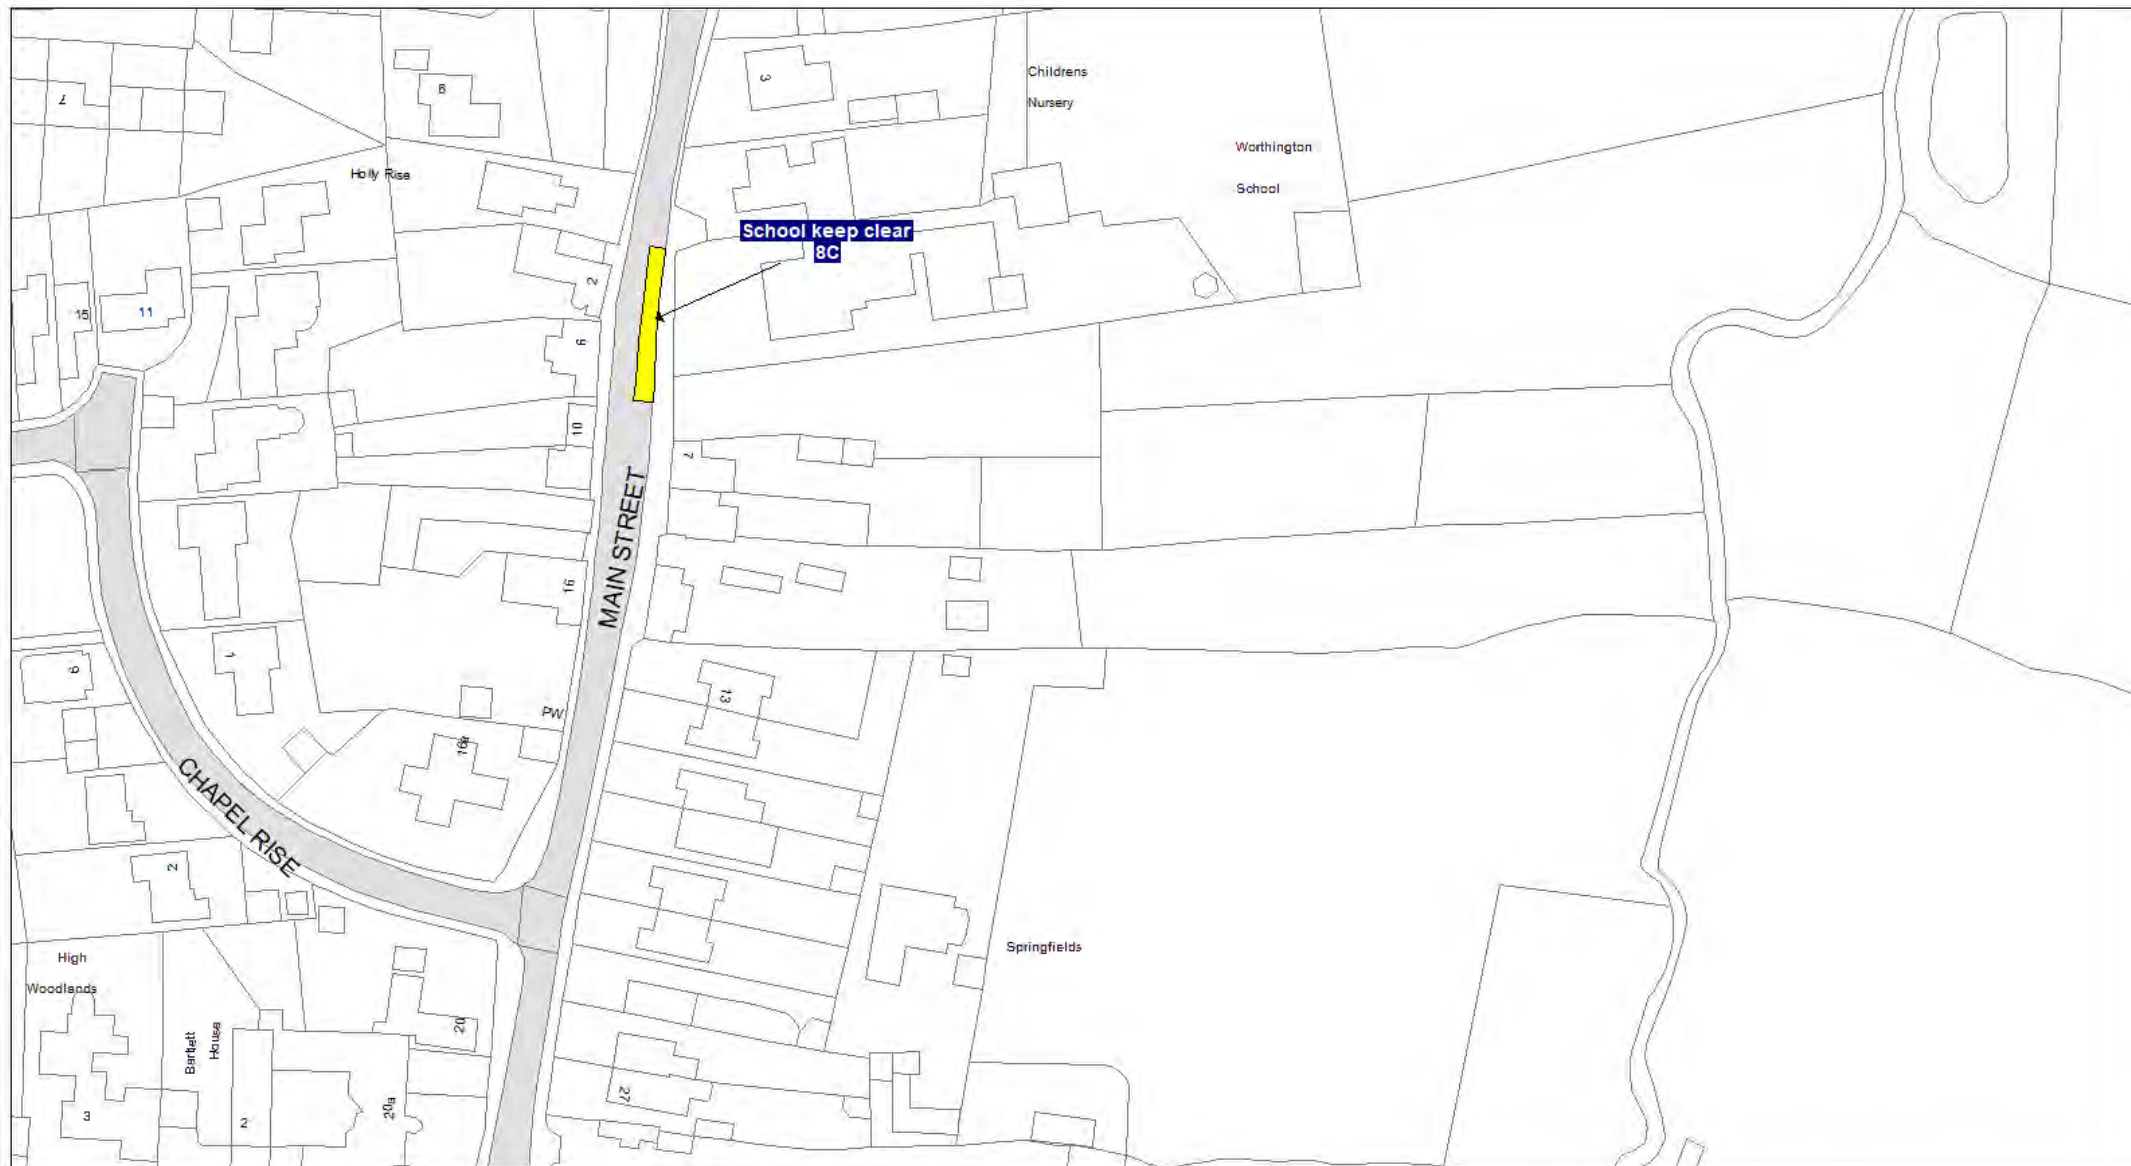 3
Childrens
Nursery
7
6
Worthington
School
Holly Rise
School keep clear
8C
2
15
11
6
10
7
MAIN STREET
16
1
9
13
PW
16a
CHAPEL RISE
2
High
Woodlands
Springfields
Bartlett
House
20
27
20a
3
2